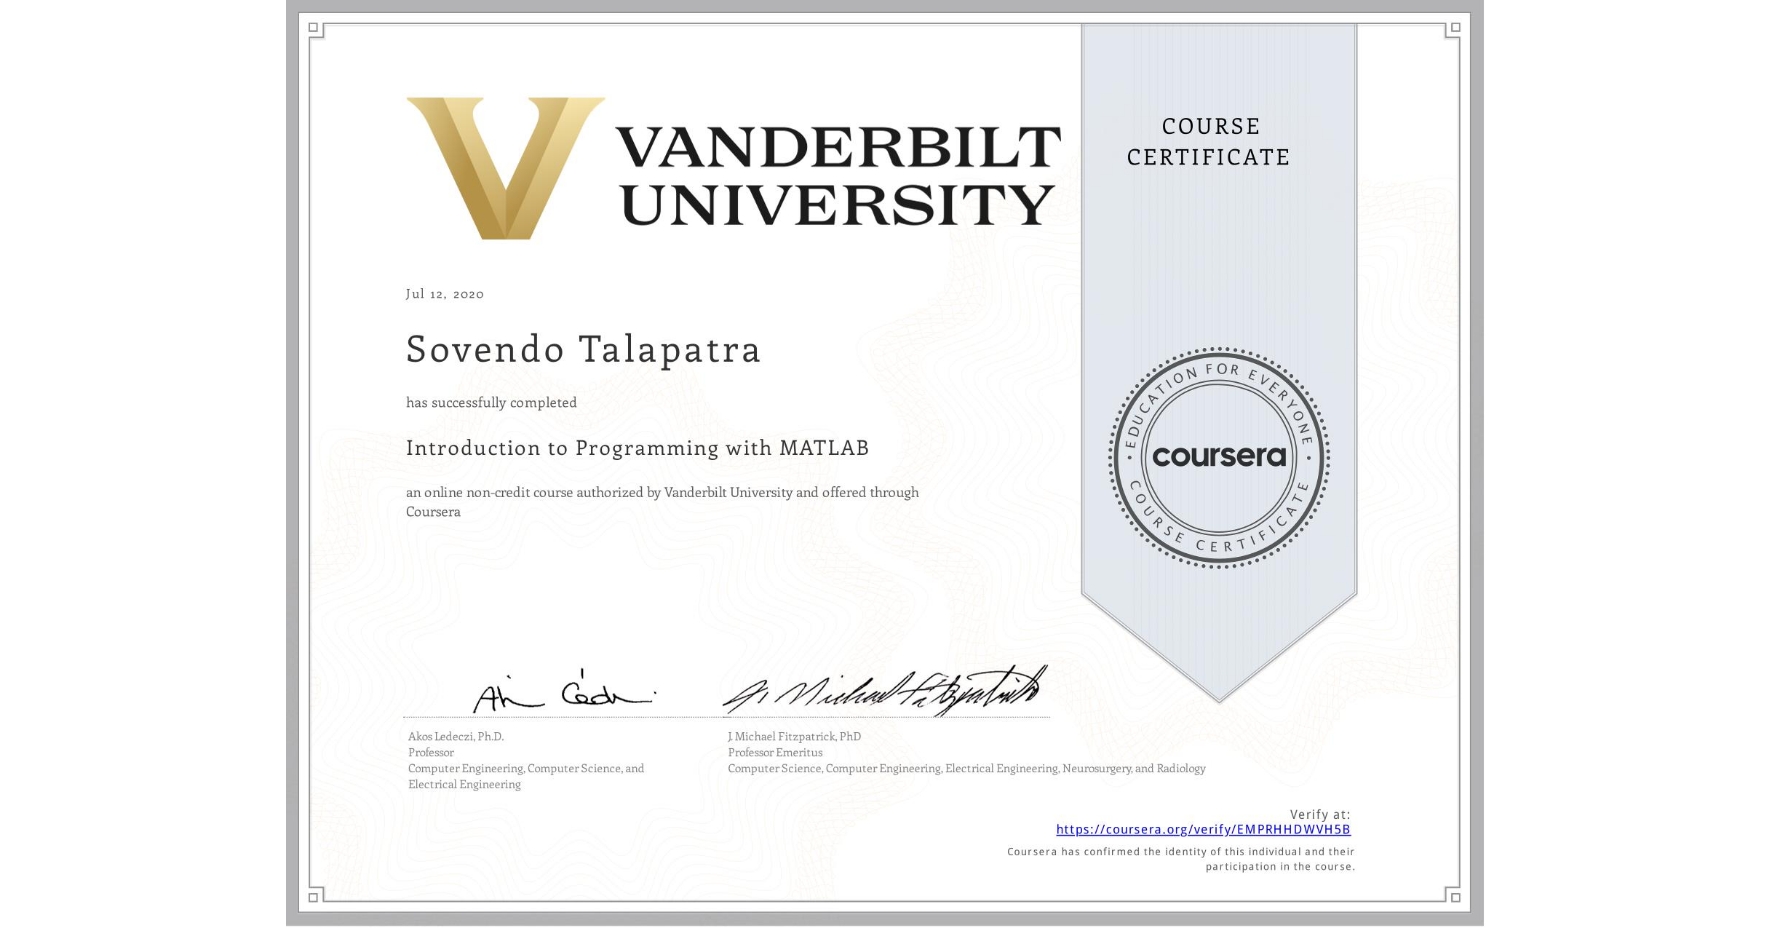 VANDERBILT
UNIVERSITY
COURSE
CERTIFICATE
Jul 12, 2020
Sovendo Talapatra
has successfully completed
Introduction to Programming with MATLAB
an online non-credit course authorized by Vanderbilt University and offered through
Coursera
EDUCATION FOR EVERYONE
coursera
COURSE CERTIFICATE
J. Michael Fitzpatrick
Akos Ledeczi, Ph.D.
Professor
Computer Engineering, Computer Science, and
Electrical Engineering
J. Michael Fitzpatrick, PhD
Professor Emeritus
Computer Science, Computer Engineering, Electrical Engineering, Neurosurgery, and Radiology
Verify at:
https://coursera.org/verify/EMPRHHDWVH5B
Coursera has confirmed the identity of this individual and their
participation in the course.